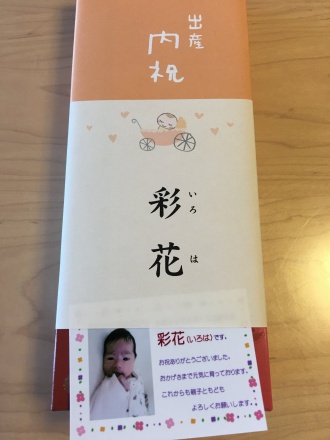 出産
内祝
彩花
いろは
彩花(いろは)です。
お祝ありがとうございました。
おかげさまで元気に育っております。
これからも親子ともども
よろしくお願いします。